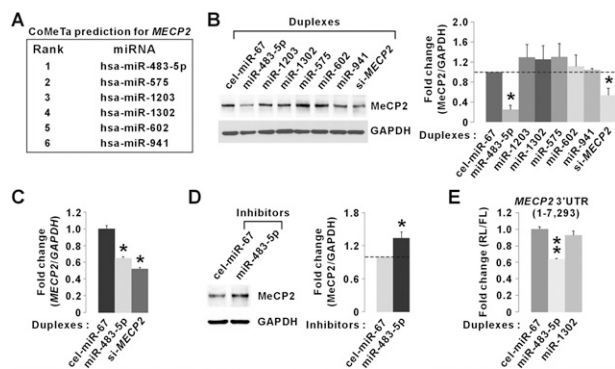 A
CoMeTa prediction for MECP2
Rank miRNA
1 hsa-miR-483-5p
2 hsa-miR-575
3 hsa-miR-1203
4 hsa-miR-1302
5 hsa-miR-602
6 hsa-miR-941
B
Duplexes
cel-miR-67
miR-483-5p
miR-1203
miR-1302
miR-575
miR-602
miR-941
si-MECP2
MeCP2
GAPDH
Fold change
(MeCP2/GAPDH)
2.0
1.6
1.2
0.8
0.4
0
*
*
Duplexes :
cel-miR-67
miR-483-5p
miR-1203
miR-1302
miR-575
miR-602
miR-941
si-MECP2
C
Fold change
(MECP2/GAPDH)
1.2
1.0
0.8
0.6
0.4
0.2
0
*
*
Duplexes :
cel-miR-67
miR-483-5p
si-MECP2
D
Inhibitors
cel-miR-67
miR-483-5p
MeCP2
GAPDH
Fold change
(MeCP2/GAPDH)
1.8
1.2
0.6
0
*
Inhibitors :
cel-miR-67
miR-483-5p
E
MECP2 3'UTR
(1-7,293)
Fold change (RL/FL)
1.2
1.0
0.8
0.6
0.4
0.2
0
**
Duplexes :
cel-miR-67
miR-483-5p
miR-1302